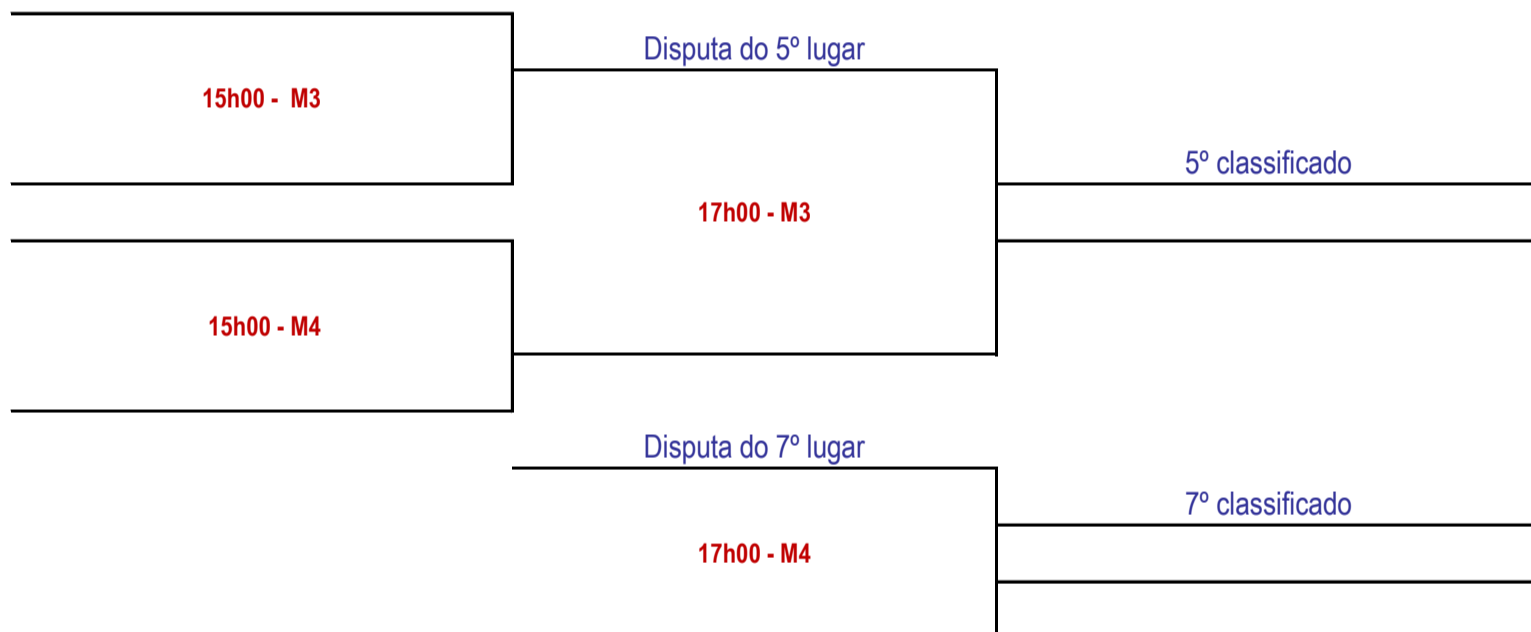 Disputa do 5º lugar
15h00 - M3
5º classificado
17h00 - M3
15h00 - M4
Disputa do 7º lugar
7º classificado
17h00 - M4